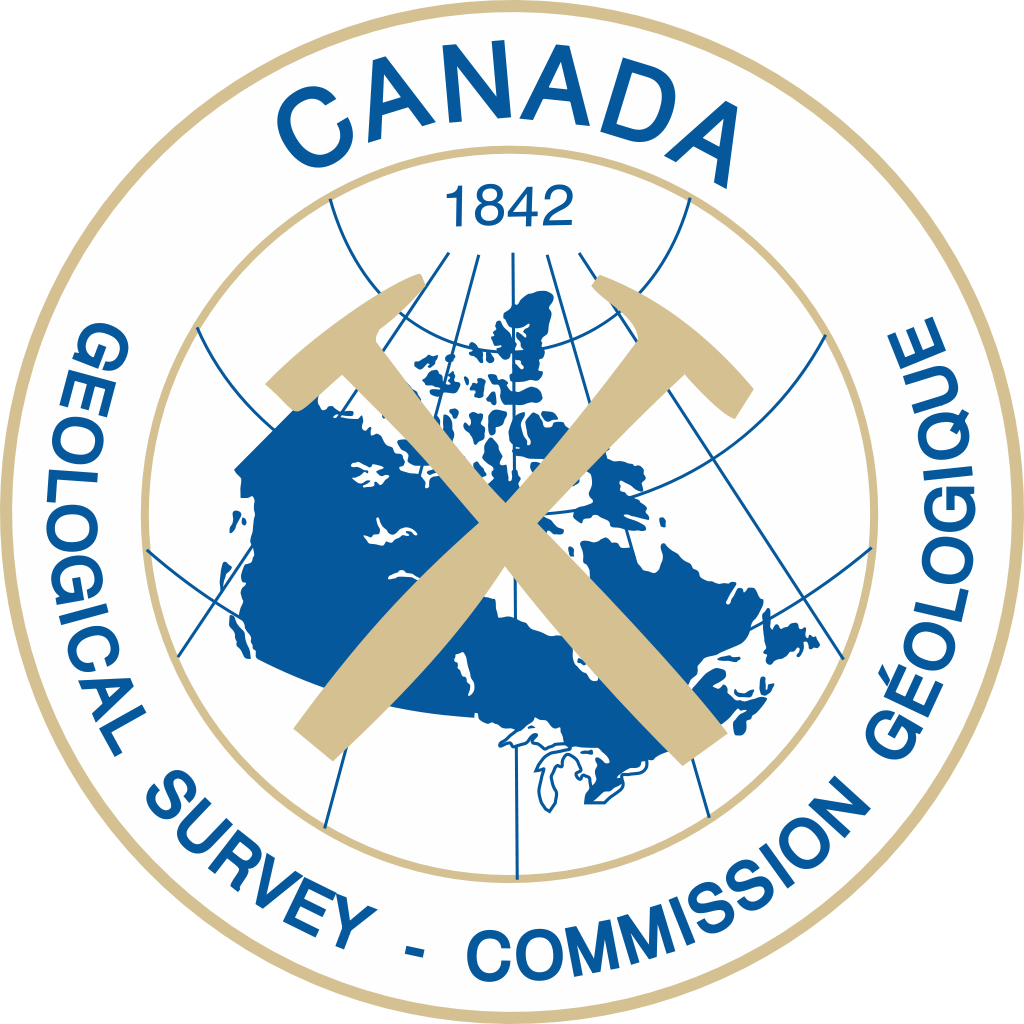 CANADA
1842
GEOLOGICAL SURVEY - COMMISSION GÉOLOGIQUE